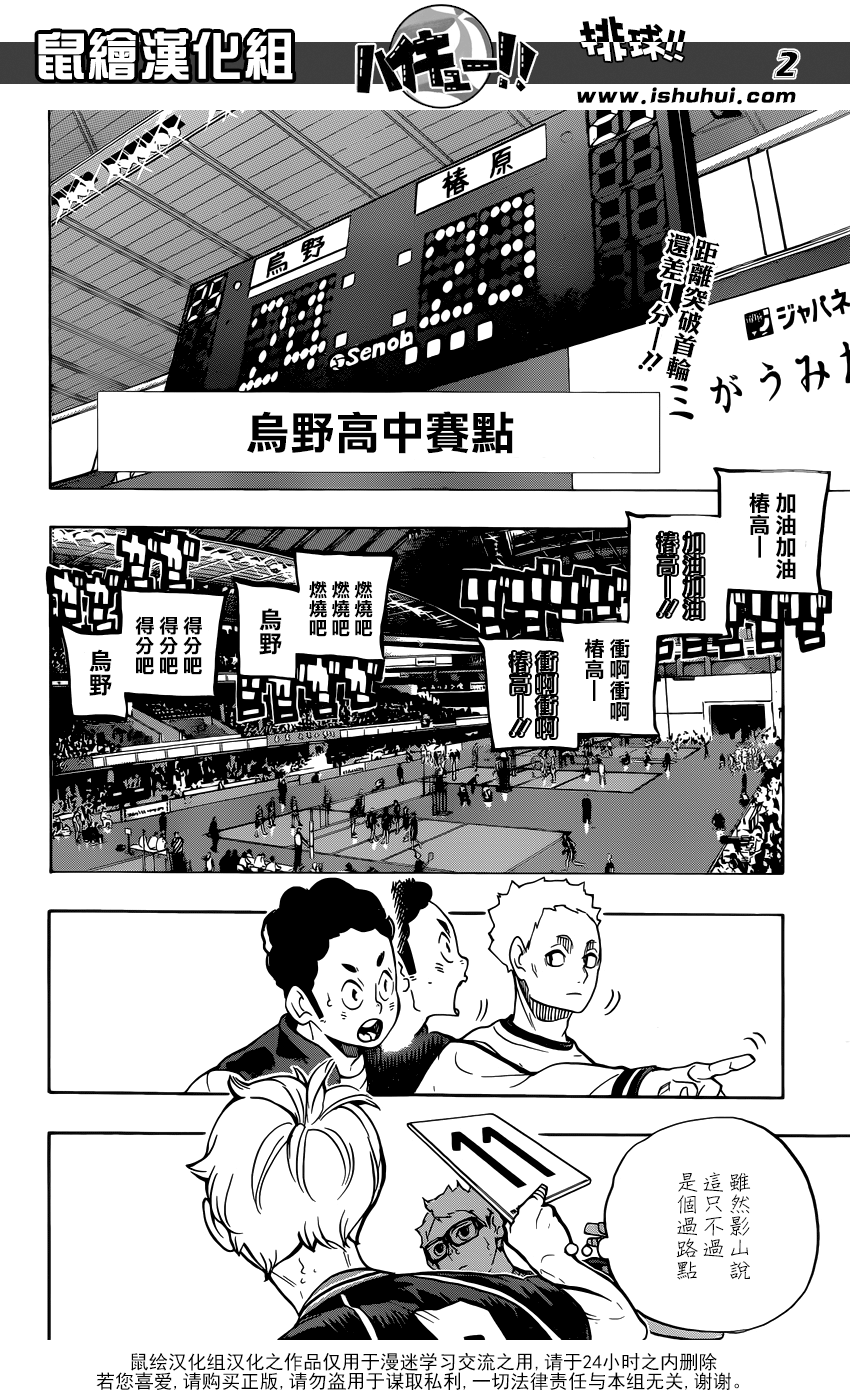 鼠繪漢化組
ハイキュー!!
排球!!
2
www.ishuhui.com
椿原
烏野
23
24
Senob
距離突破首輪
還差1分—!!
ジャパネ
ミがうみた
烏野高中賽點
加油加油
椿高—
加油加油
椿高—!!
衝啊衝啊
椿高—
衝啊衝啊
椿高—!!
燃燒吧
燃燒吧
燃燒吧
烏野
得分吧
得分吧
得分吧
烏野
11
雖然影山說
這只不過
是個過路點
鼠绘汉化组汉化之作品仅用于漫迷学习交流之用,请于24小时之内删除
若您喜爱,请购买正版,请勿盗用于谋取私利,一切法律责任与本组无关,谢谢。